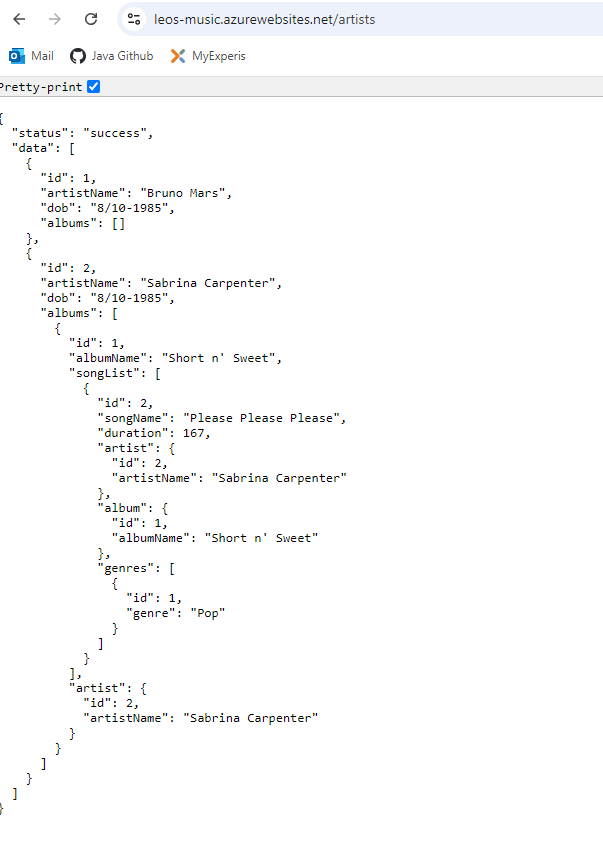 leos-music.azurewebsites.net/artists
Mail Java Github MyExperis
Pretty-print
{
  "status": "success",
  "data": [
    {
      "id": 1,
      "artistName": "Bruno Mars",
      "dob": "8/10-1985",
      "albums": []
    },
    {
      "id": 2,
      "artistName": "Sabrina Carpenter",
      "dob": "8/10-1985",
      "albums": [
        {
          "id": 1,
          "albumName": "Short n' Sweet",
          "songList": [
            {
              "id": 2,
              "songName": "Please Please Please",
              "duration": 167,
              "artist": {
                "id": 2,
                "artistName": "Sabrina Carpenter"
              },
              "album": {
                "id": 1,
                "albumName": "Short n' Sweet"
              },
              "genres": [
                {
                  "id": 1,
                  "genre": "Pop"
                }
              ]
            }
          ],
          "artist": {
            "id": 2,
            "artistName": "Sabrina Carpenter"
          }
        }
      ]
    }
  ]
}